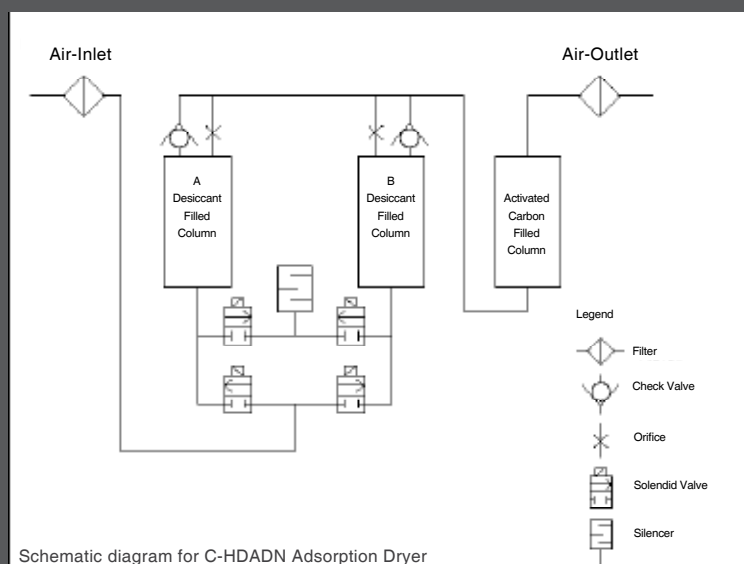 Air-Inlet
Air-Outlet
A
Desiccant
Filled
Column
B
Desiccant
Filled
Column
Activated
Carbon
Filled
Column
Legend
Filter
Check Valve
Orifice
Solendid Valve
Silencer
Schematic diagram for C-HDADN Adsorption Dryer